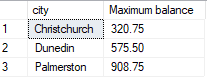 city Maximum balance
1 Christchurch 320.75
2 Dunedin 575.50
3 Palmerston 908.75